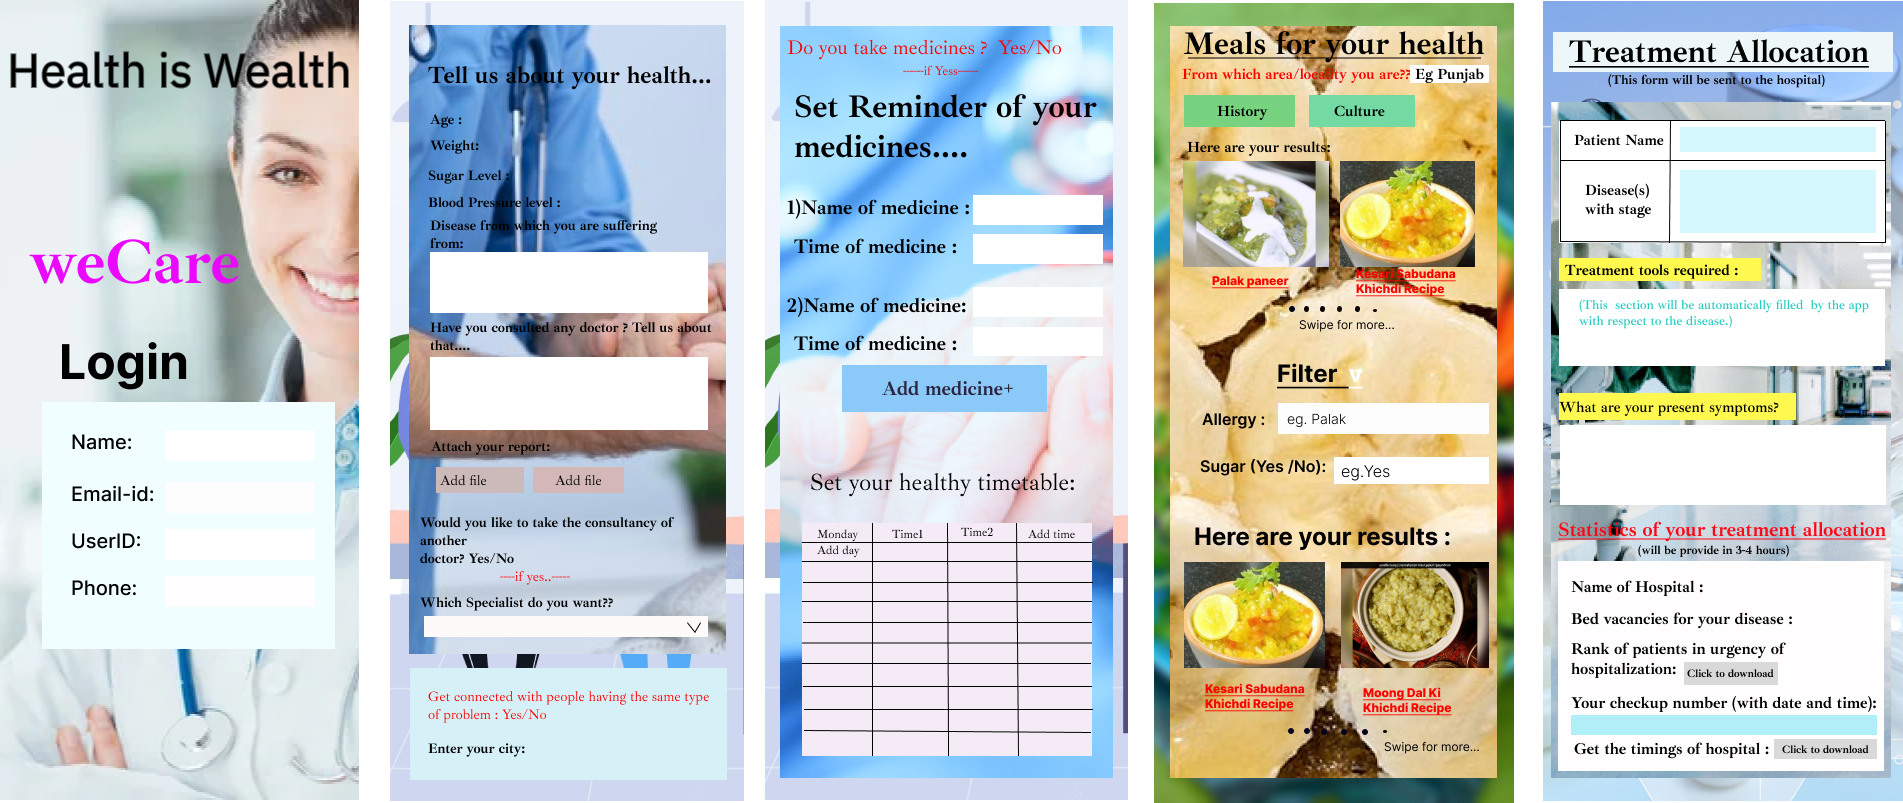 Health is Wealth
weCare
Login
Name:
Email-id:
UserID:
Phone:
Tell us about your health...
Age :
Weight:
Sugar Level :
Blood Pressure level :
Disease from which you are suffering
from:
Have you consulted any doctor ? Tell us about
that....
Attach your report:
Add file
Add file
Would you like to take the consultancy of
another
doctor? Yes/No
----if yes..-----
Which Specialist do you want??
Get connected with people having the same type
of problem : Yes/No
Enter your city:
Do you take medicines ?  Yes/No
------if Yess------
Set Reminder of your
medicines....
1)Name of medicine :
Time of medicine :
2)Name of medicine:
Time of medicine :
Add medicine+
Set your healthy timetable:
Monday Time1 Time2 Add time
Add day
Meals for your health
From which area/locality you are?? Eg Punjab
History
Culture
Here are your results:
Palak paneer
Kesari Sabudana
Khichdi Recipe
Swipe for more...
Filter v
Allergy : eg. Palak
Sugar (Yes /No): eg.Yes
Here are your results :
Kesari Sabudana
Khichdi Recipe
Moong Dal Ki
Khichdi Recipe
Swipe for more...
Treatment Allocation
(This form will be sent to the hospital)
Patient Name
Disease(s)
with stage
Treatment tools required :
(This  section will be automatically filled  by the app
with respect to the disease.)
What are your present symptoms?
Statistics of your treatment allocation
(will be provide in 3-4 hours)
Name of Hospital :
Bed vacancies for your disease :
Rank of patients in urgency of
hospitalization: Click to download
Your checkup number (with date and time):
Get the timings of hospital : Click to download